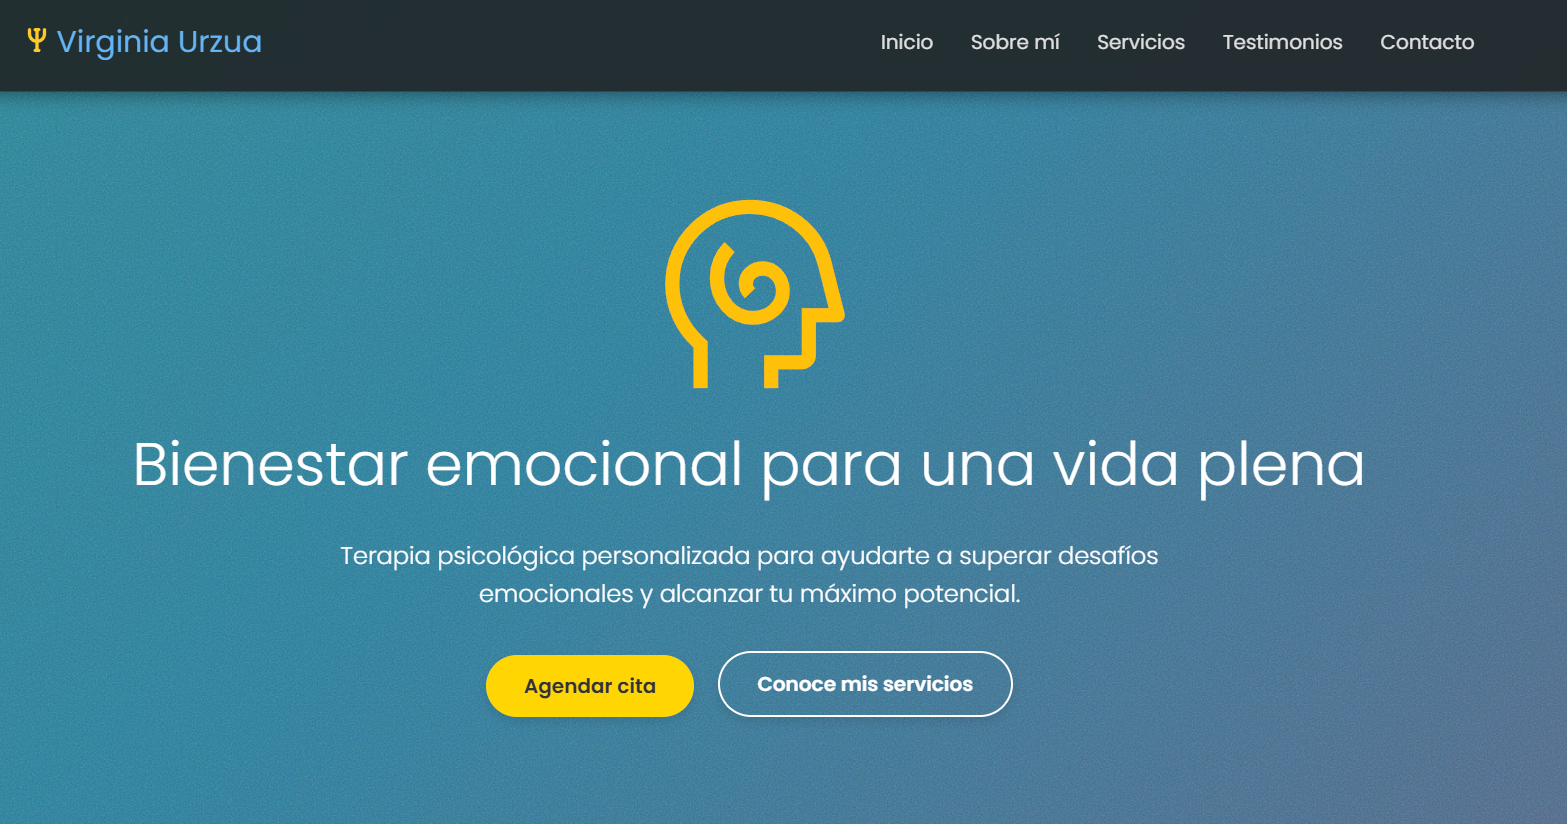 Virginia Urzua
Inicio Sobre mí Servicios Testimonios Contacto
Bienestar emocional para una vida plena
Terapia psicológica personalizada para ayudarte a superar desafíos
emocionales y alcanzar tu máximo potencial.
Agendar cita
Conoce mis servicios